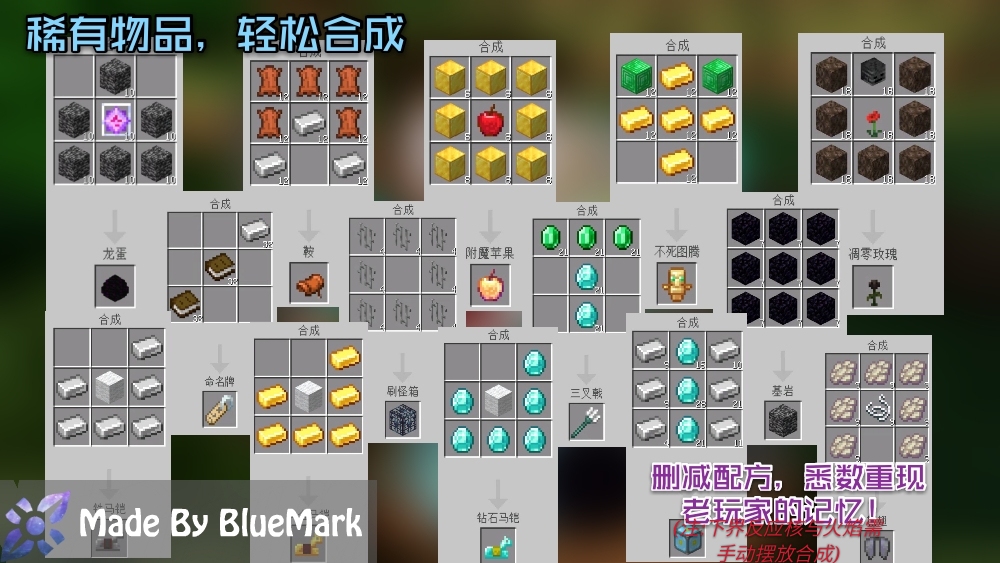 稀有物品，轻松合成
合成
合成
合成
合成
合成
龙蛋
合成
鞍
合成
附魔苹果
合成
不死图腾
合成
凋零玫瑰
合成
命名牌
合成
刷怪箱
合成
三叉戟
合成
基岩
合成
钻石马铠
删减配方，悉数重现
老玩家的记忆！
手动摆放合成)
Made By BlueMark